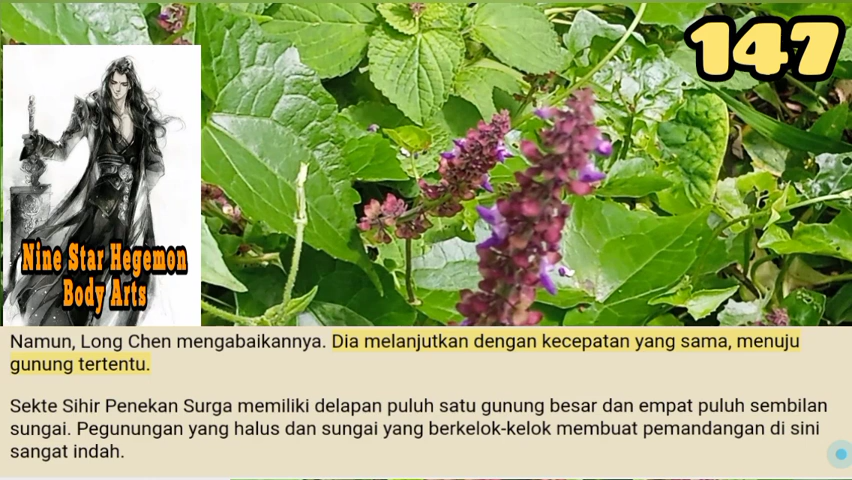 147
Nine Star Hegemon
Body Arts
Namun, Long Chen mengabaikannya. Dia melanjutkan dengan kecepatan yang sama, menuju
gunung tertentu.
Sekte Sihir Penekan Surga memiliki delapan puluh satu gunung besar dan empat puluh sembilan
sungai. Pegunungan yang halus dan sungai yang berkelok-kelok membuat pemandangan di sini
sangat indah.